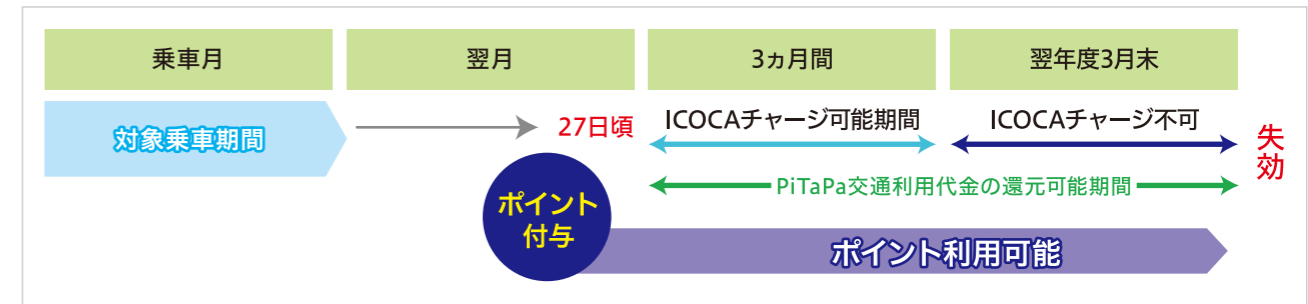 乗車月
翌月
3ヵ月間
翌年度3月末
対象乗車期間
27日頃
ICOCAチャージ可能期間
ICOCAチャージ不可
失効
PiTaPa交通利用代金の還元可能期間
ポイント
付与
ポイント利用可能